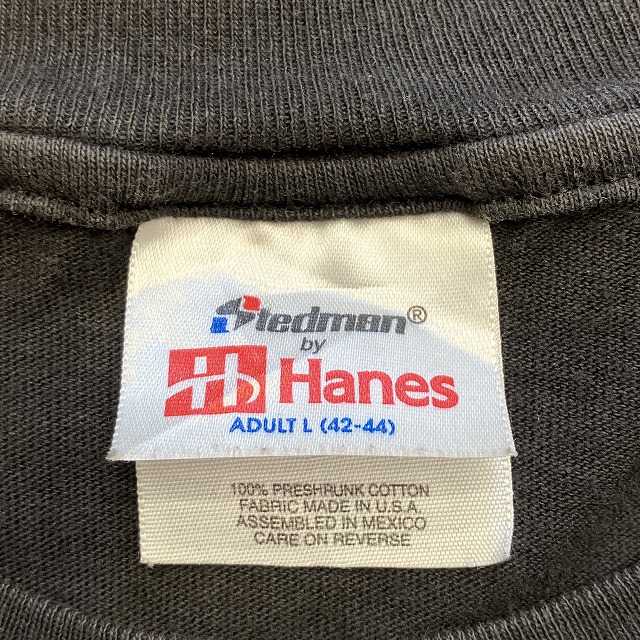 Stedman®
by
H Hanes
ADULT L (42-44)
100% PRESHRUNK COTTON
FABRIC MADE IN U.S.A.
ASSEMBLED IN MEXICO
CARE ON REVERSE